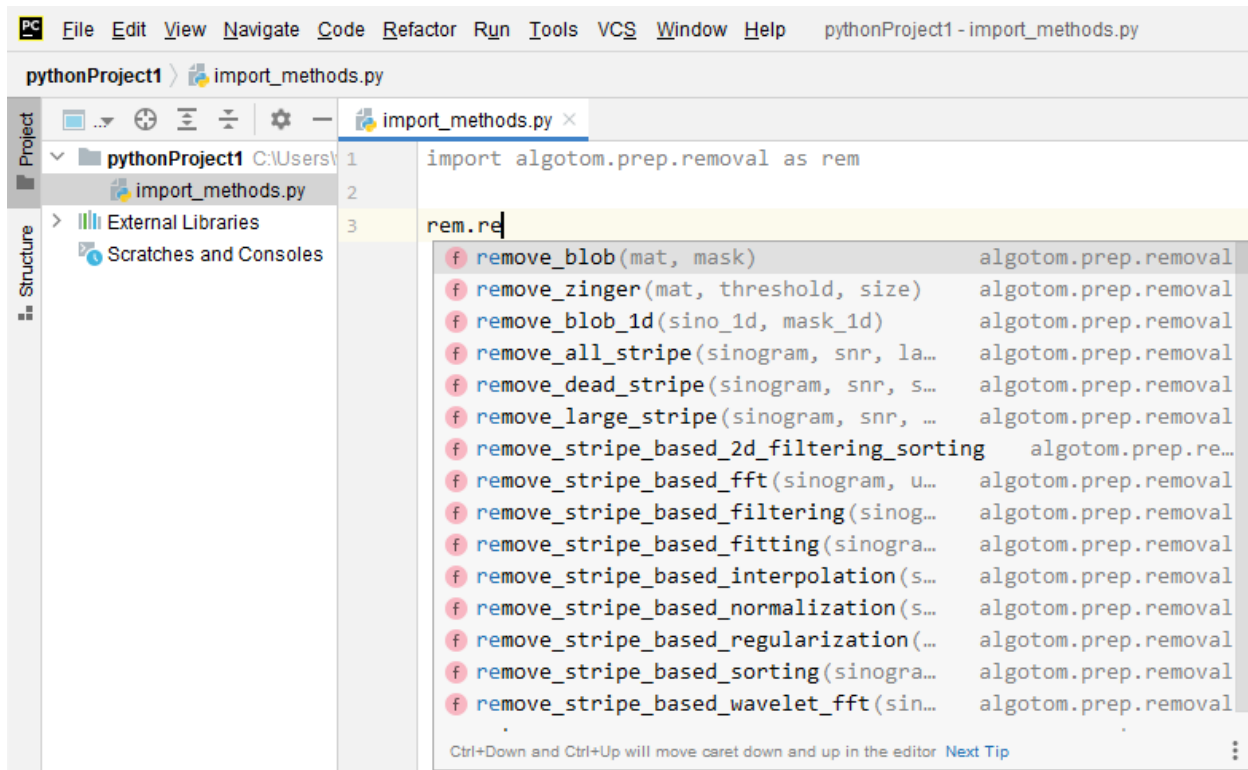 PC File Edit View Navigate Code Refactor Run Tools VCS Window Help pythonProject1 - import_methods.py
pythonProject1 import_methods.py
Project
Structure
...
import_methods.py
pythonProject1 C:\Users\
import_methods.py
External Libraries
Scratches and Consoles
1 import algotom.prep.removal as rem
2
3 rem.re
f remove_blob(mat, mask) algotom.prep.removal
f remove_zinger(mat, threshold, size) algotom.prep.removal
f remove_blob_1d(sino_1d, mask_1d) algotom.prep.removal
f remove_all_stripe(sinogram, snr, la… algotom.prep.removal
f remove_dead_stripe(sinogram, snr, s… algotom.prep.removal
f remove_large_stripe(sinogram, snr, … algotom.prep.removal
f remove_stripe_based_2d_filtering_sorting algotom.prep.re…
f remove_stripe_based_fft(sinogram, u… algotom.prep.removal
f remove_stripe_based_filtering(sinog… algotom.prep.removal
f remove_stripe_based_fitting(sinogra… algotom.prep.removal
f remove_stripe_based_interpolation(s… algotom.prep.removal
f remove_stripe_based_normalization(s… algotom.prep.removal
f remove_stripe_based_regularization(… algotom.prep.removal
f remove_stripe_based_sorting(sinogra… algotom.prep.removal
f remove_stripe_based_wavelet_fft(sin… algotom.prep.removal
Ctrl+Down and Ctrl+Up will move caret down and up in the editor Next Tip